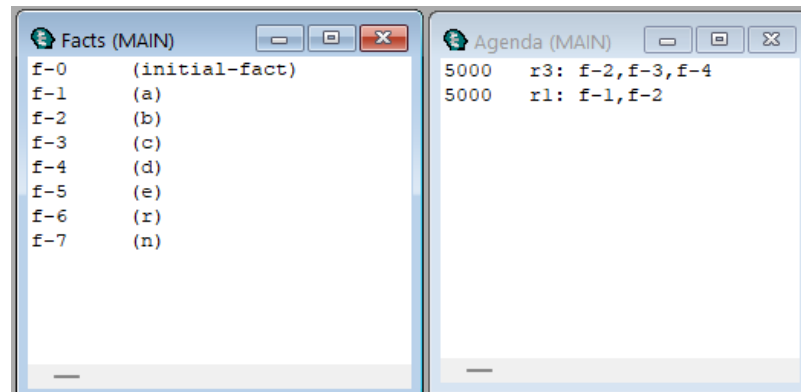 Facts (MAIN)
f-0 (initial-fact)
f-1 (a)
f-2 (b)
f-3 (c)
f-4 (d)
f-5 (e)
f-6 (r)
f-7 (n)
Agenda (MAIN)
5000 r3: f-2,f-3,f-4
5000 r1: f-1,f-2